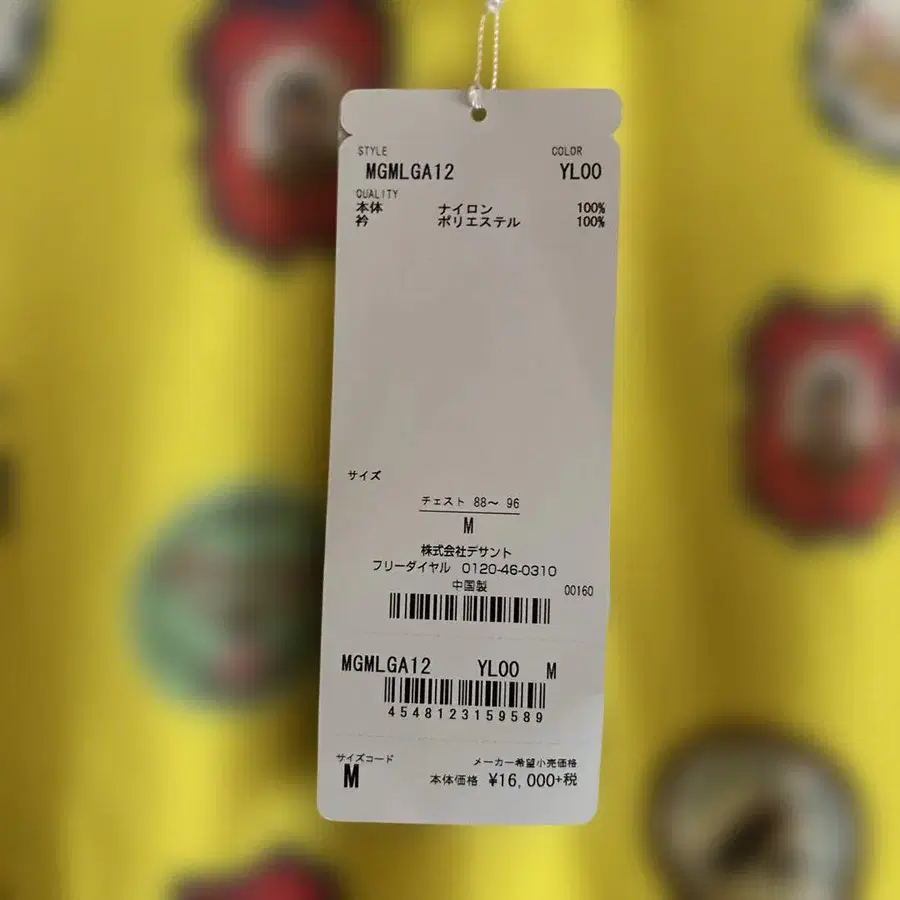 STYLE COLOR
MGMLGA12 YL00
QUALITY
本体 ナイロン 100%
衿 ポリエステル 100%
サイズ
チェスト 88～ 96
M
株式会社デサント
フリーダイヤル 0120-46-0310
中国製 00160
MGMLGA12 YL00 M
4548123159589
サイズコード メーカー希望小売価格
M 本体価格 ¥16,000+税